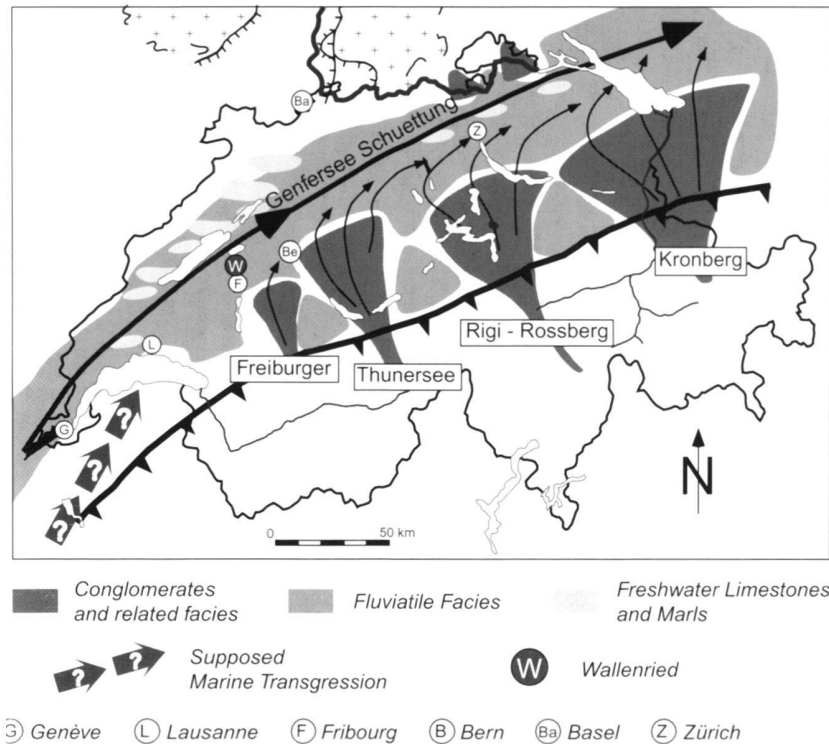 Ba
Genfersee Schuettung
Z
Be
W
F
Kronberg
Rigi - Rossberg
L
Freiburger
Thunersee
G
?
?
?
N
0 50 km
Conglomerates
and related facies
Fluviatile Facies
Freshwater Limestones
and Marls
? ?
Supposed
Marine Transgression
W
Wallenried
G Genève L Lausanne F Fribourg B Bern Ba Basel Z Zürich